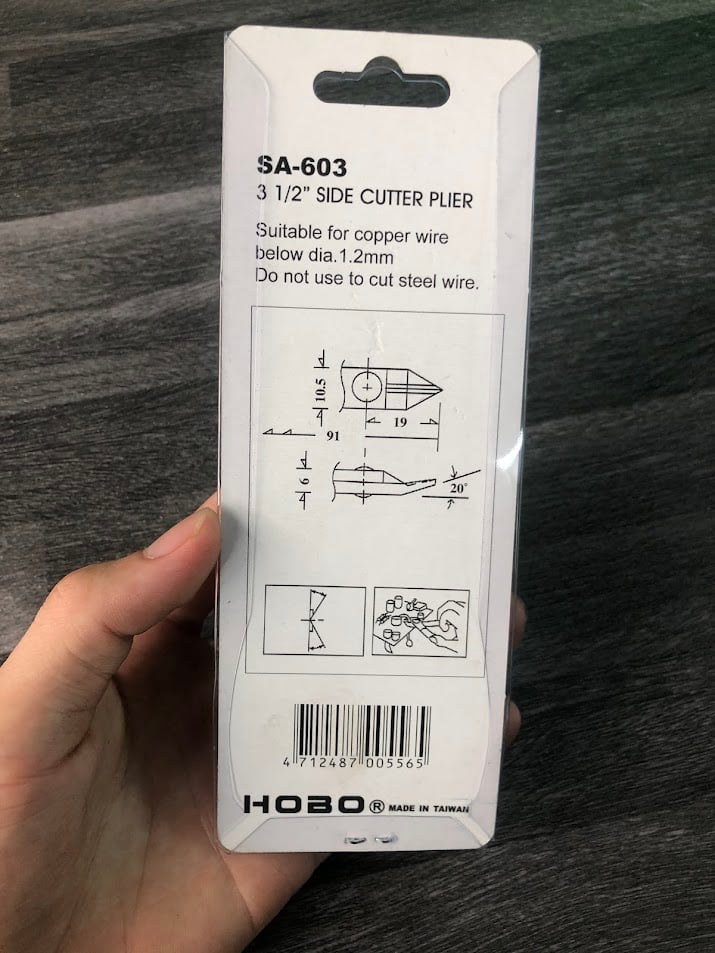 SA-603
3 1/2” SIDE CUTTER PLIER
Suitable for copper wire
below dia.1.2mm
Do not use to cut steel wire.
10.5
19
91
6
20°
4 712487 005565
HOBO ® MADE IN TAIWAN